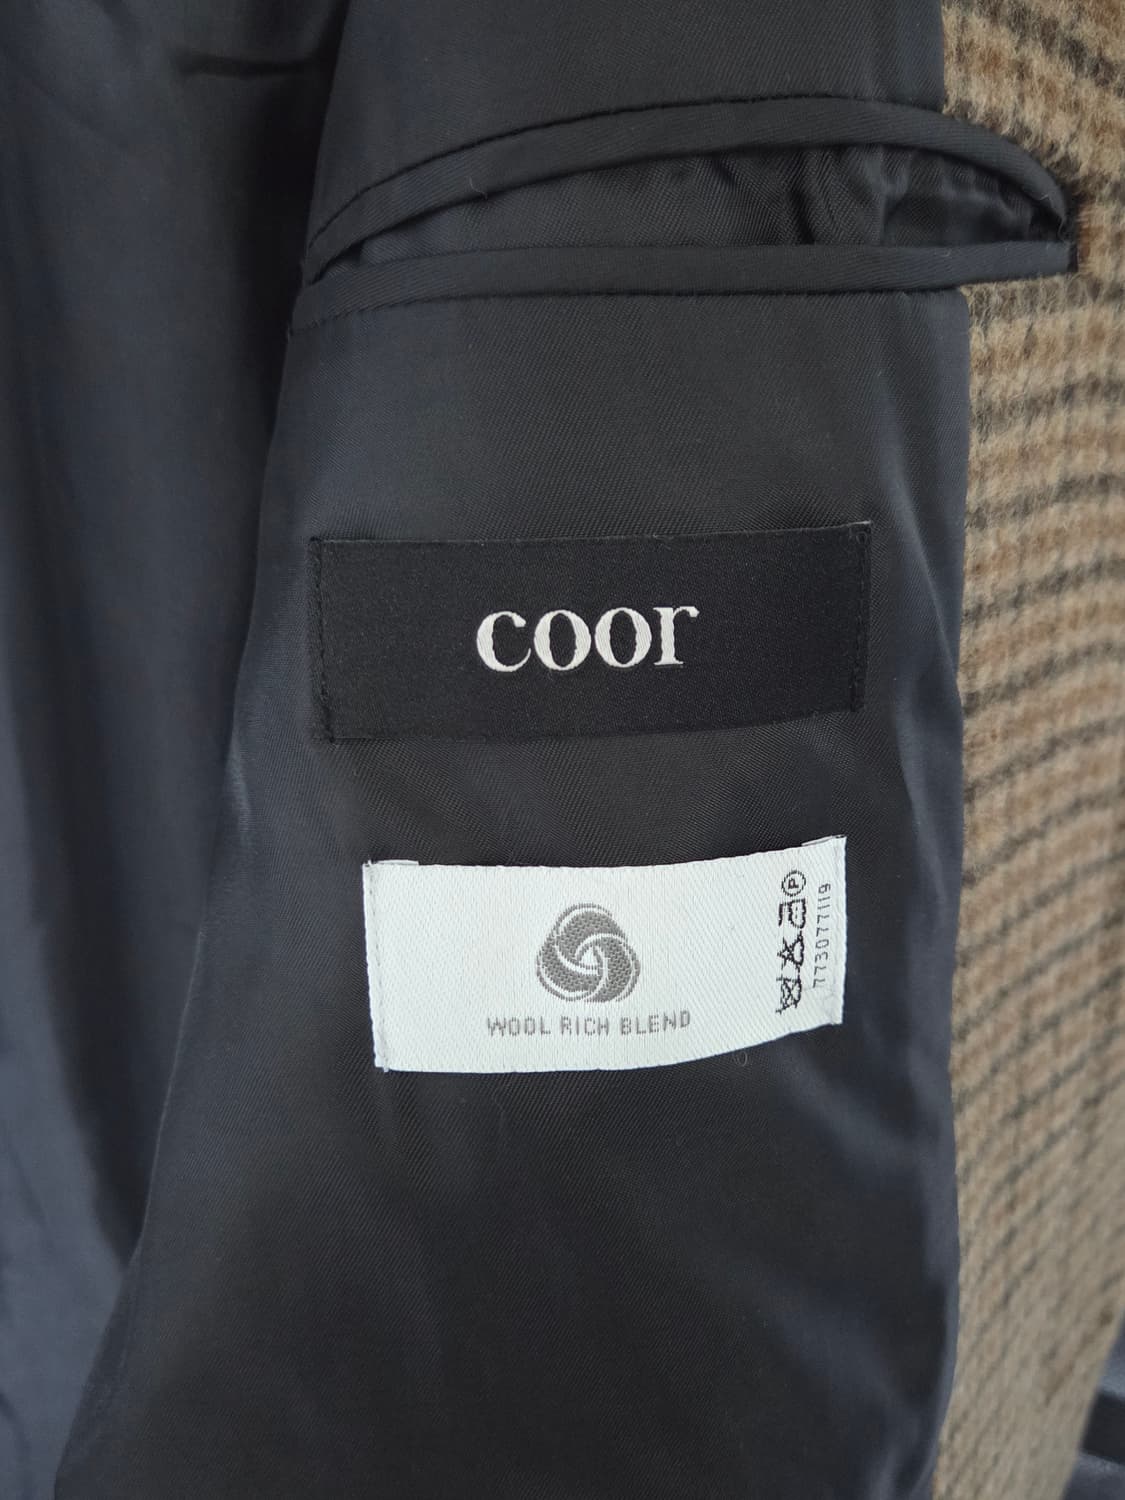 coor
WOOL RICH BLEND
P
773077119